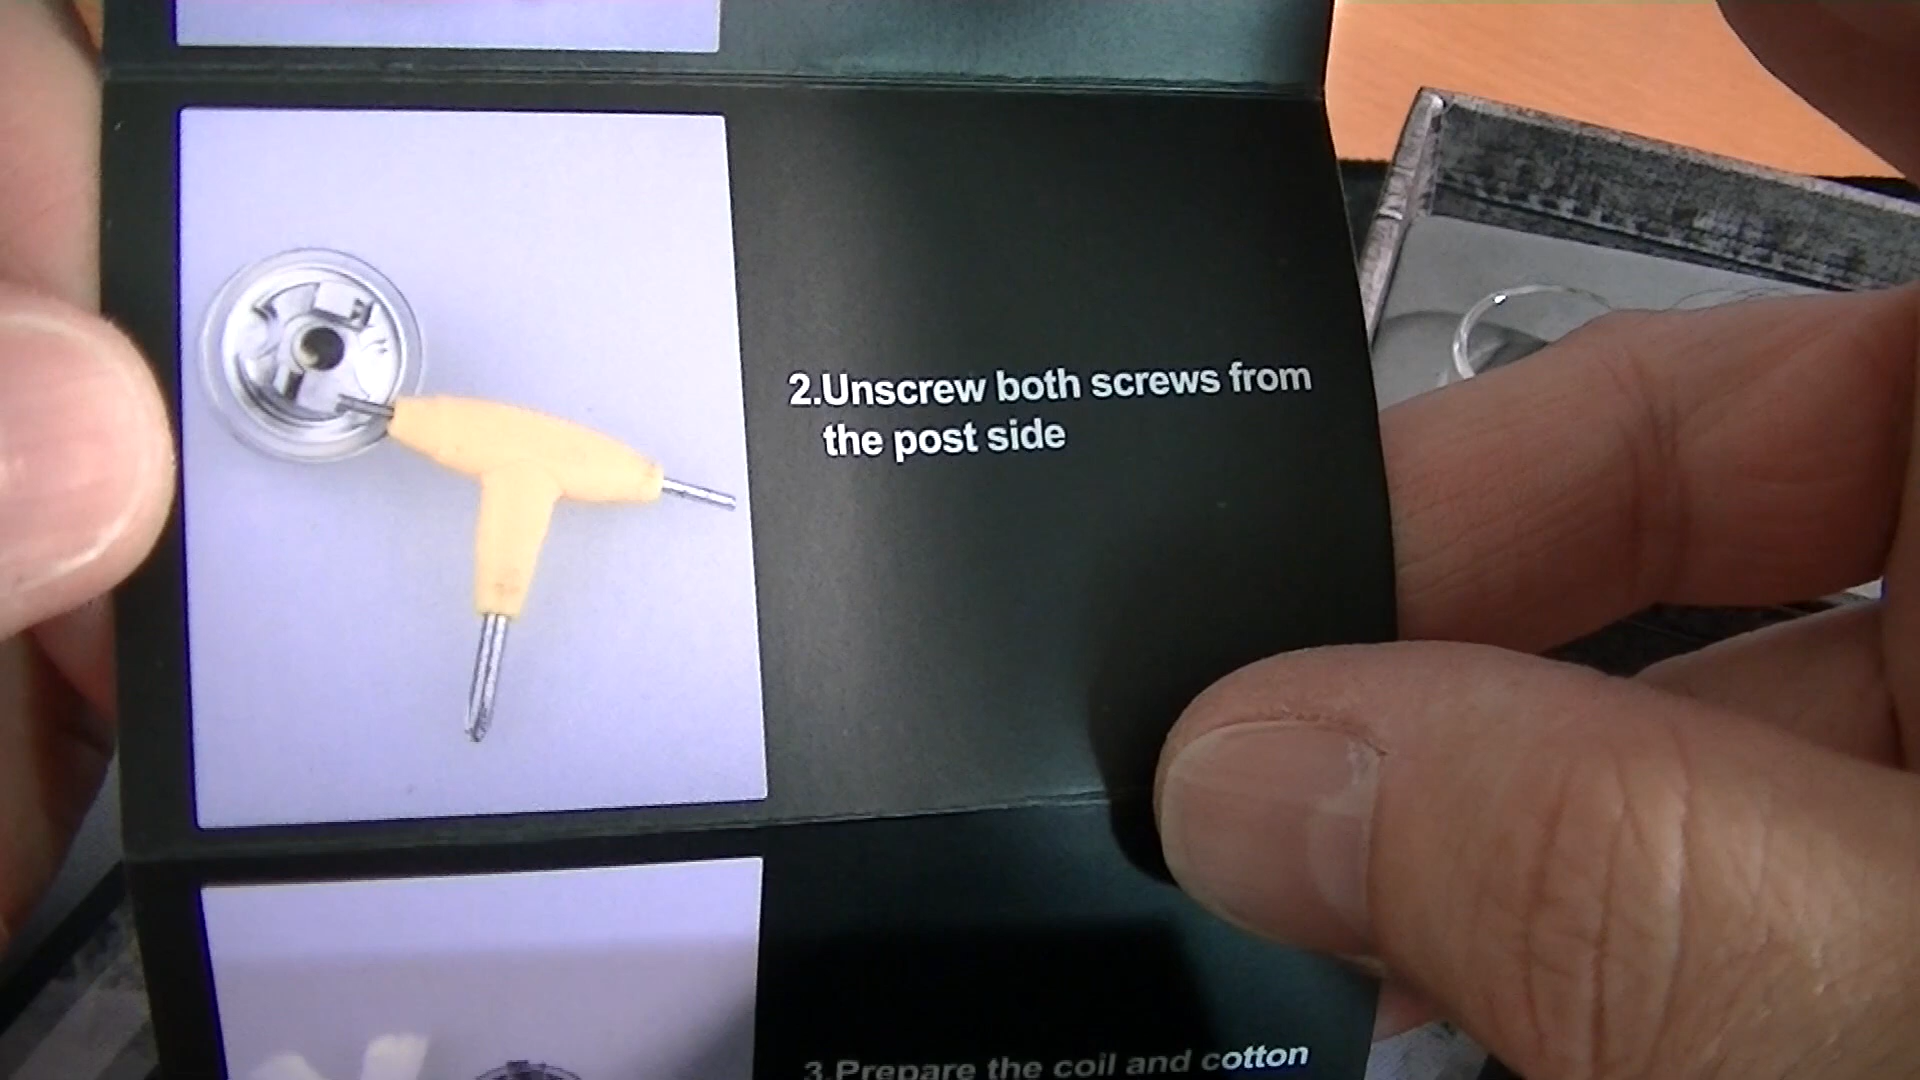 2.Unscrew both screws from
the post side
3.Prepare the coil and cotton